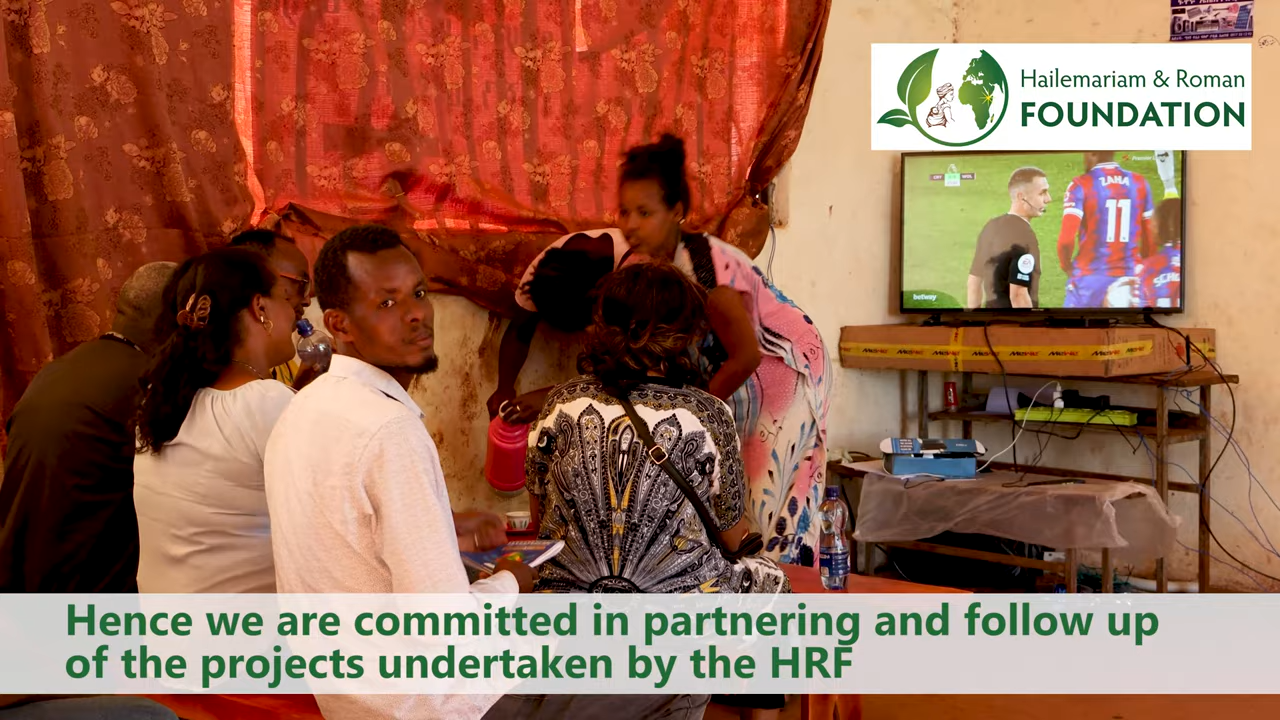 Hailemariam & Roman
FOUNDATION
ZAHA
11
betway
Hence we are committed in partnering and follow up
of the projects undertaken by the HRF